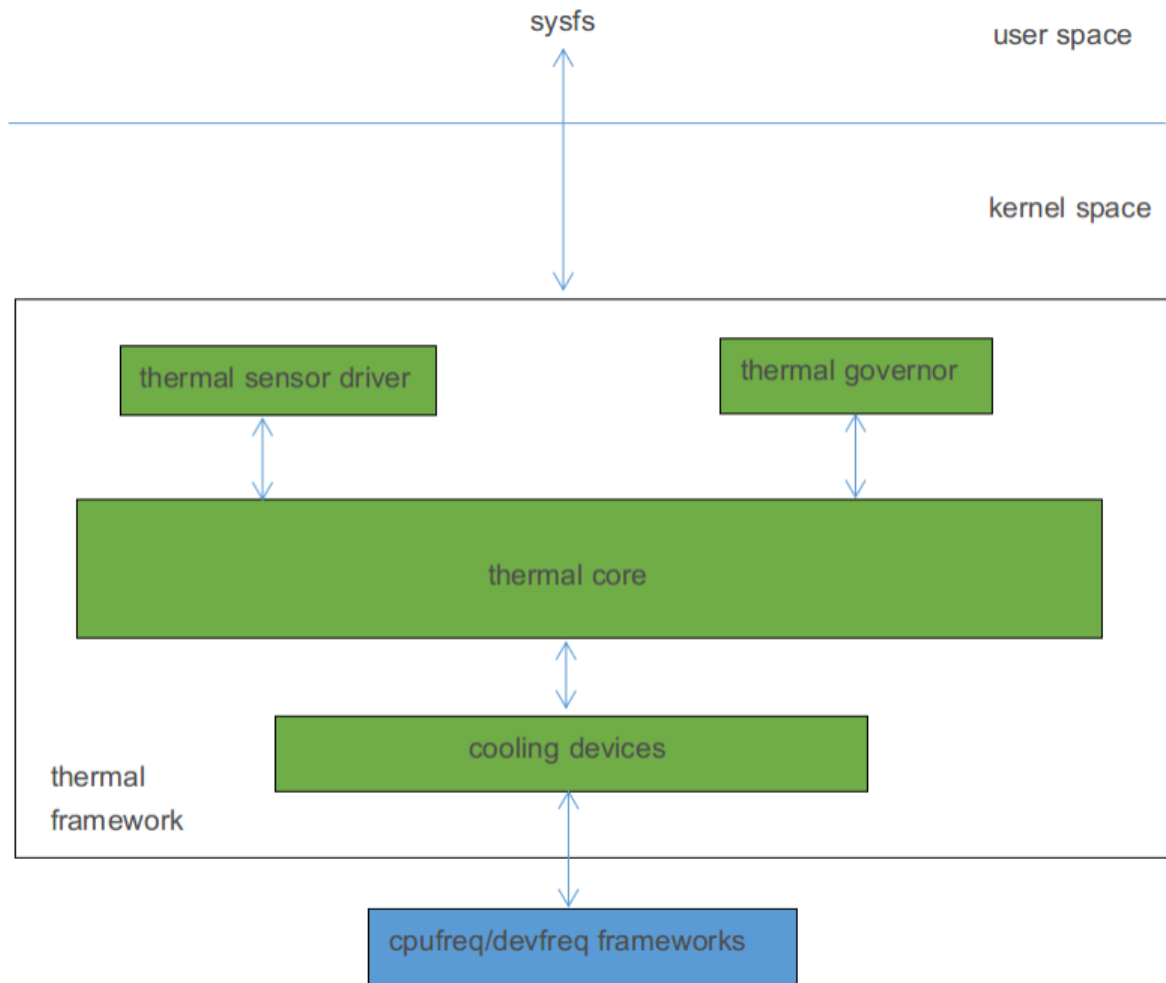 sysfs
user space
kernel space
thermal sensor driver
thermal governor
thermal core
cooling devices
thermal
framework
cpufreq/devfreq frameworks